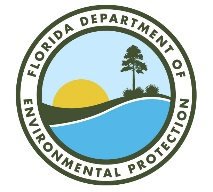 FLORIDA DEPARTMENT OF
ENVIRONMENTAL PROTECTION